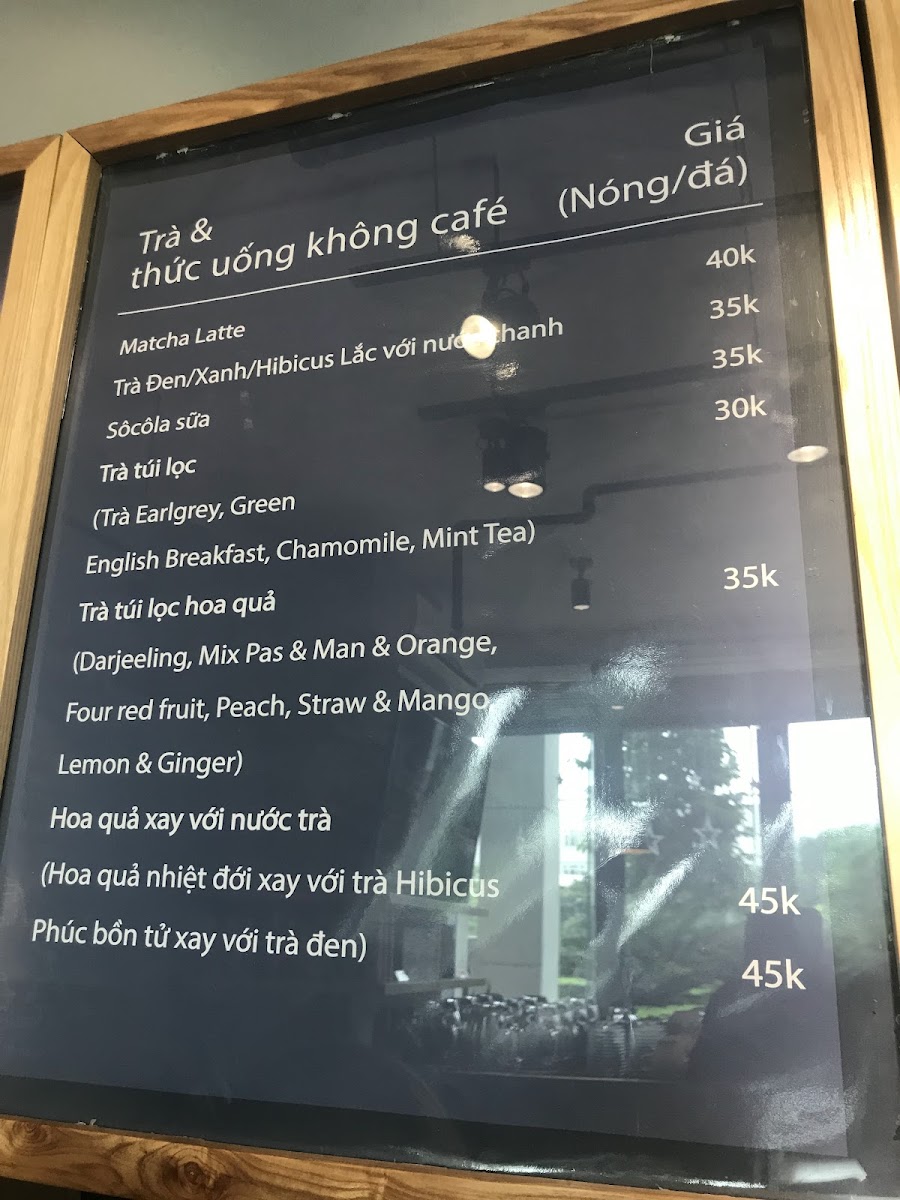 Giá
Trà &
thức uống không café (Nóng/đá)
Matcha Latte 40k
Trà Đen/Xanh/Hibicus Lắc với nước chanh 35k
Sôcôla sữa 35k
Trà túi lọc 30k
(Trà Earlgrey, Green
English Breakfast, Chamomile, Mint Tea)
Trà túi lọc hoa quả 35k
(Darjeeling, Mix Pas & Man & Orange,
Four red fruit, Peach, Straw & Mango
Lemon & Ginger)
Hoa quả xay với nước trà
(Hoa quả nhiệt đới xay với trà Hibicus 45k
Phúc bồn tử xay với trà đen) 45k